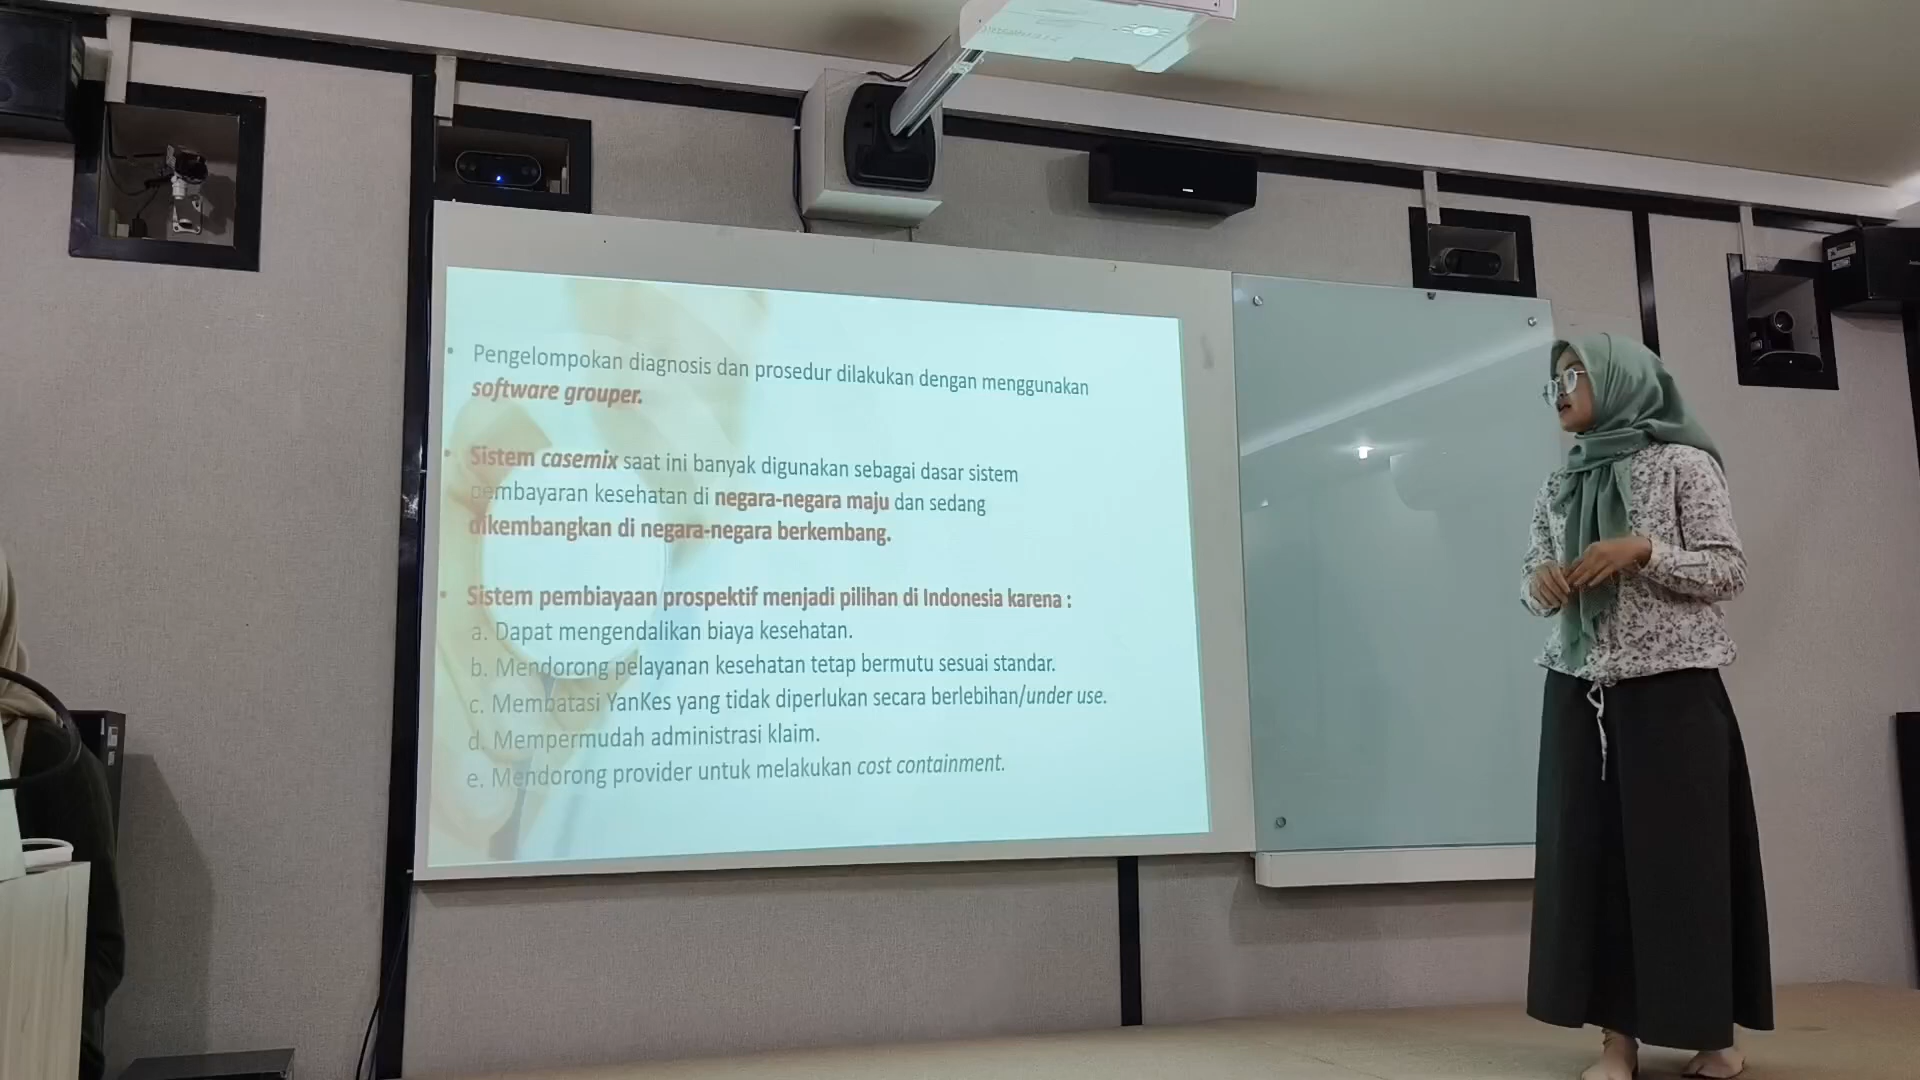 • Pengelompokan diagnosis dan prosedur dilakukan dengan menggunakan
software grouper.
• Sistem casemix saat ini banyak digunakan sebagai dasar sistem
pembayaran kesehatan di negara-negara maju dan sedang
dikembangkan di negara-negara berkembang.
• Sistem pembiayaan prospektif menjadi pilihan di Indonesia karena :
a. Dapat mengendalikan biaya kesehatan.
b. Mendorong pelayanan kesehatan tetap bermutu sesuai standar.
c. Membatasi YanKes yang tidak diperlukan secara berlebihan/under use.
d. Mempermudah administrasi klaim.
e. Mendorong provider untuk melakukan cost containment.